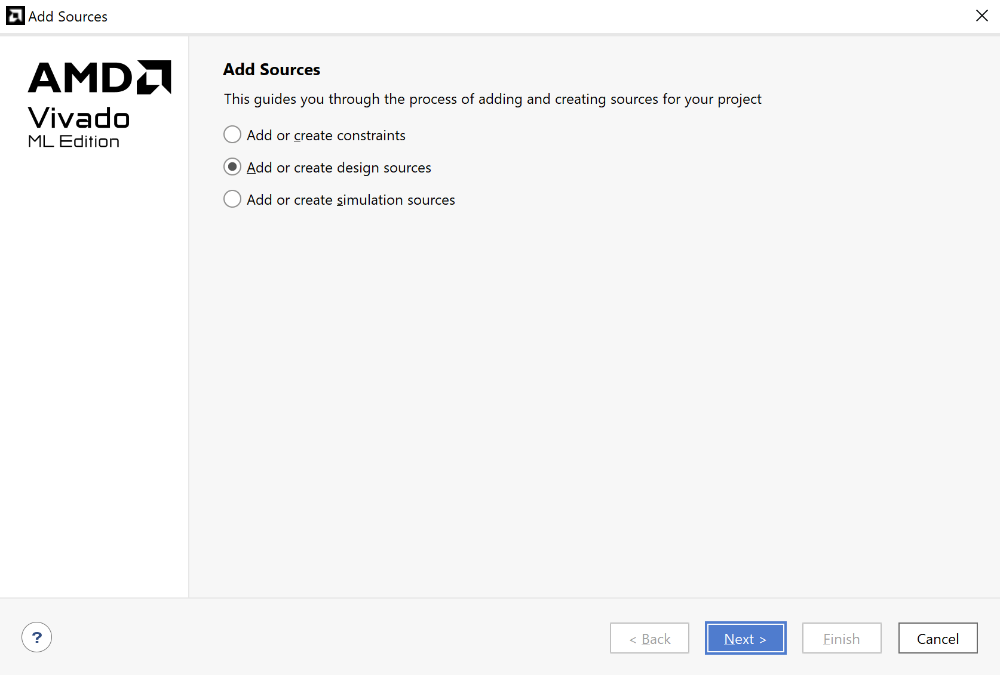 Add Sources
AMD
Vivado
ML Edition
Add Sources
This guides you through the process of adding and creating sources for your project
Add or create constraints
Add or create design sources
Add or create simulation sources
?
< Back
Next >
Finish
Cancel